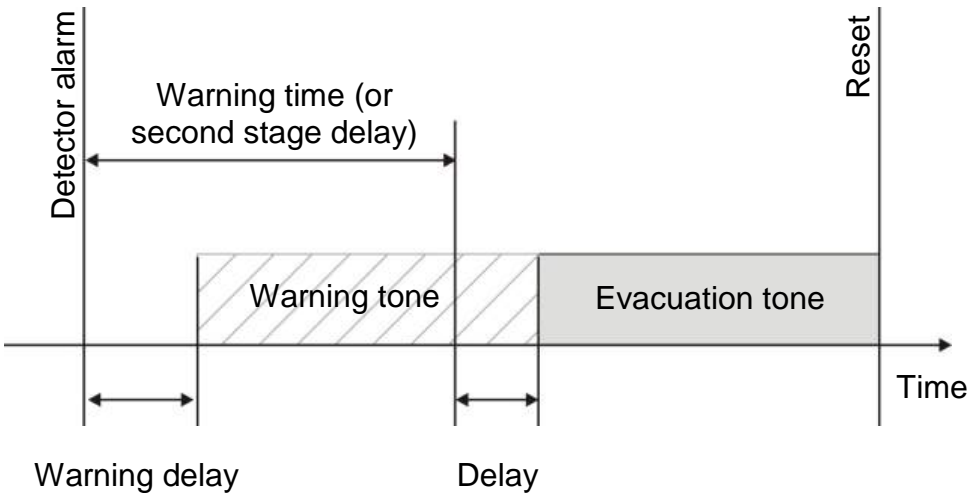 Detector alarm
Warning time (or
second stage delay)
Reset
Warning tone
Evacuation tone
Time
Warning delay
Delay